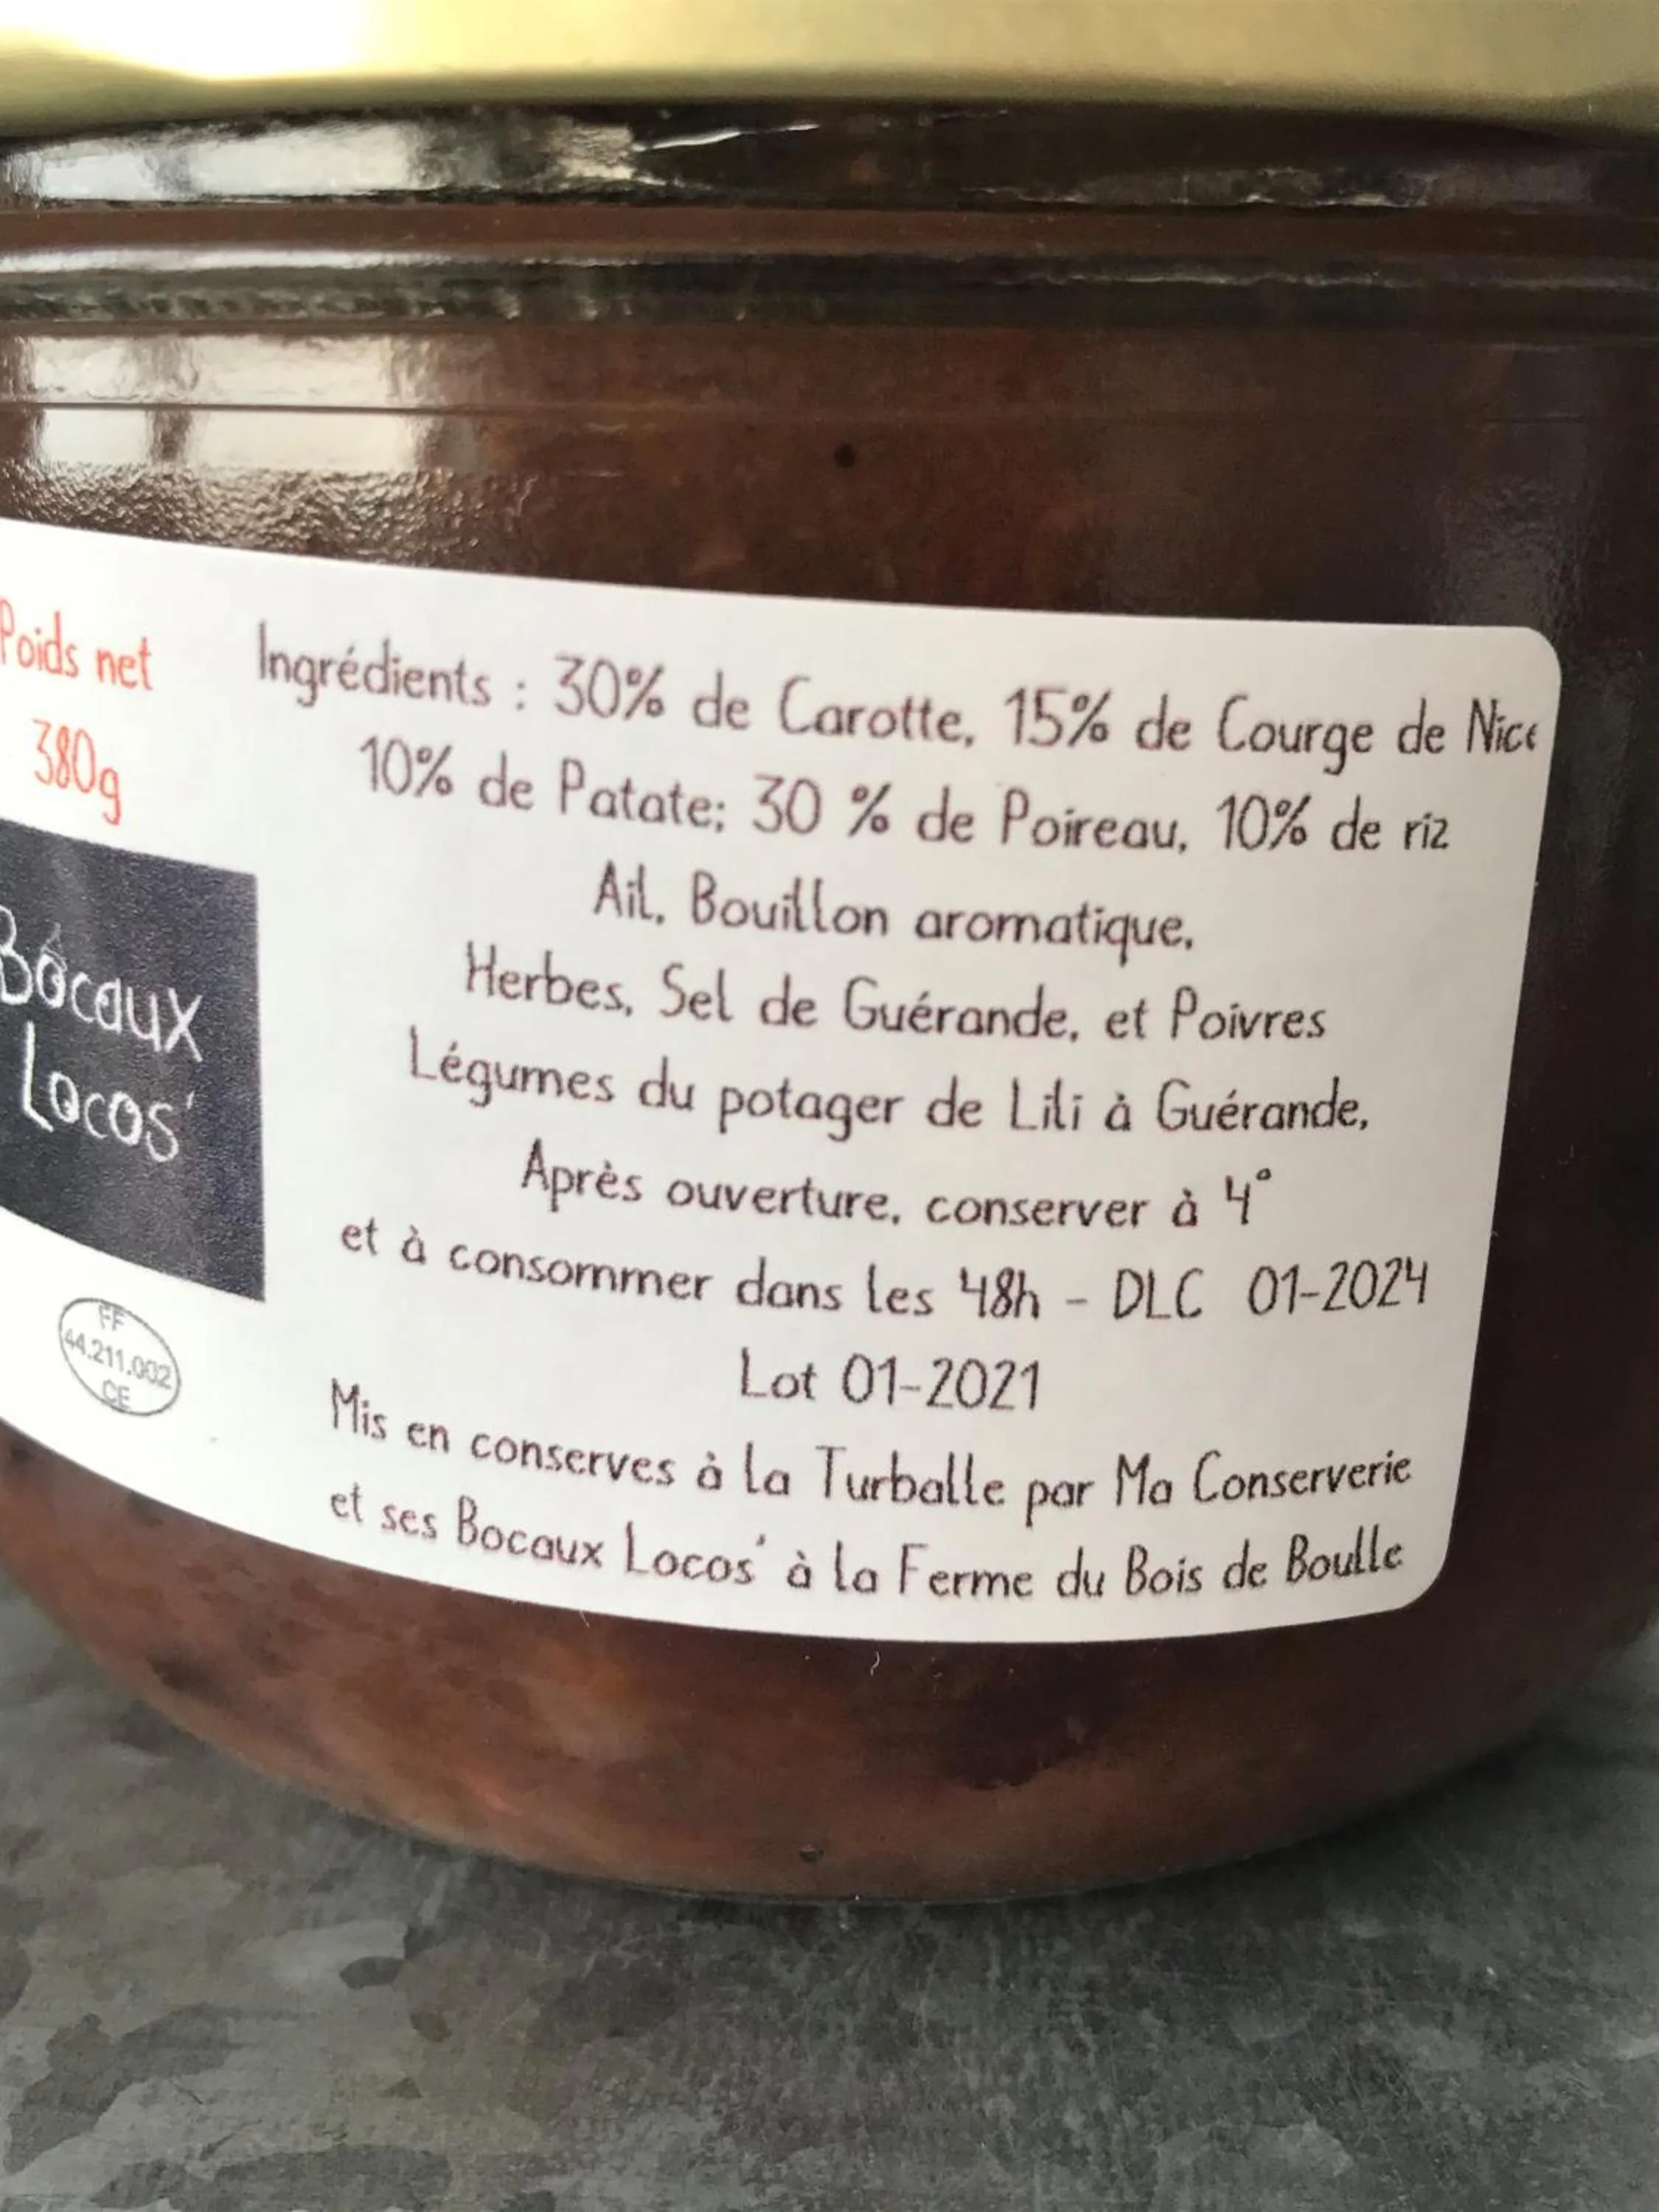 Poids net
380g
Bocaux
Locos'
FF
44.211.002
CE
Ingrédients : 30% de Carotte, 15% de Courge de Nice
10% de Patate; 30 % de Poireau, 10% de riz
Ail, Bouillon aromatique,
Herbes, Sel de Guérande, et Poivres
Légumes du potager de Lili à Guérande,
Après ouverture, conserver à 4°
et à consommer dans les 48h - DLC 01-2024
Lot 01-2021
Mis en conserves à la Turballe par Ma Conserverie
et ses Bocaux Locos' à la Ferme du Bois de Boulle